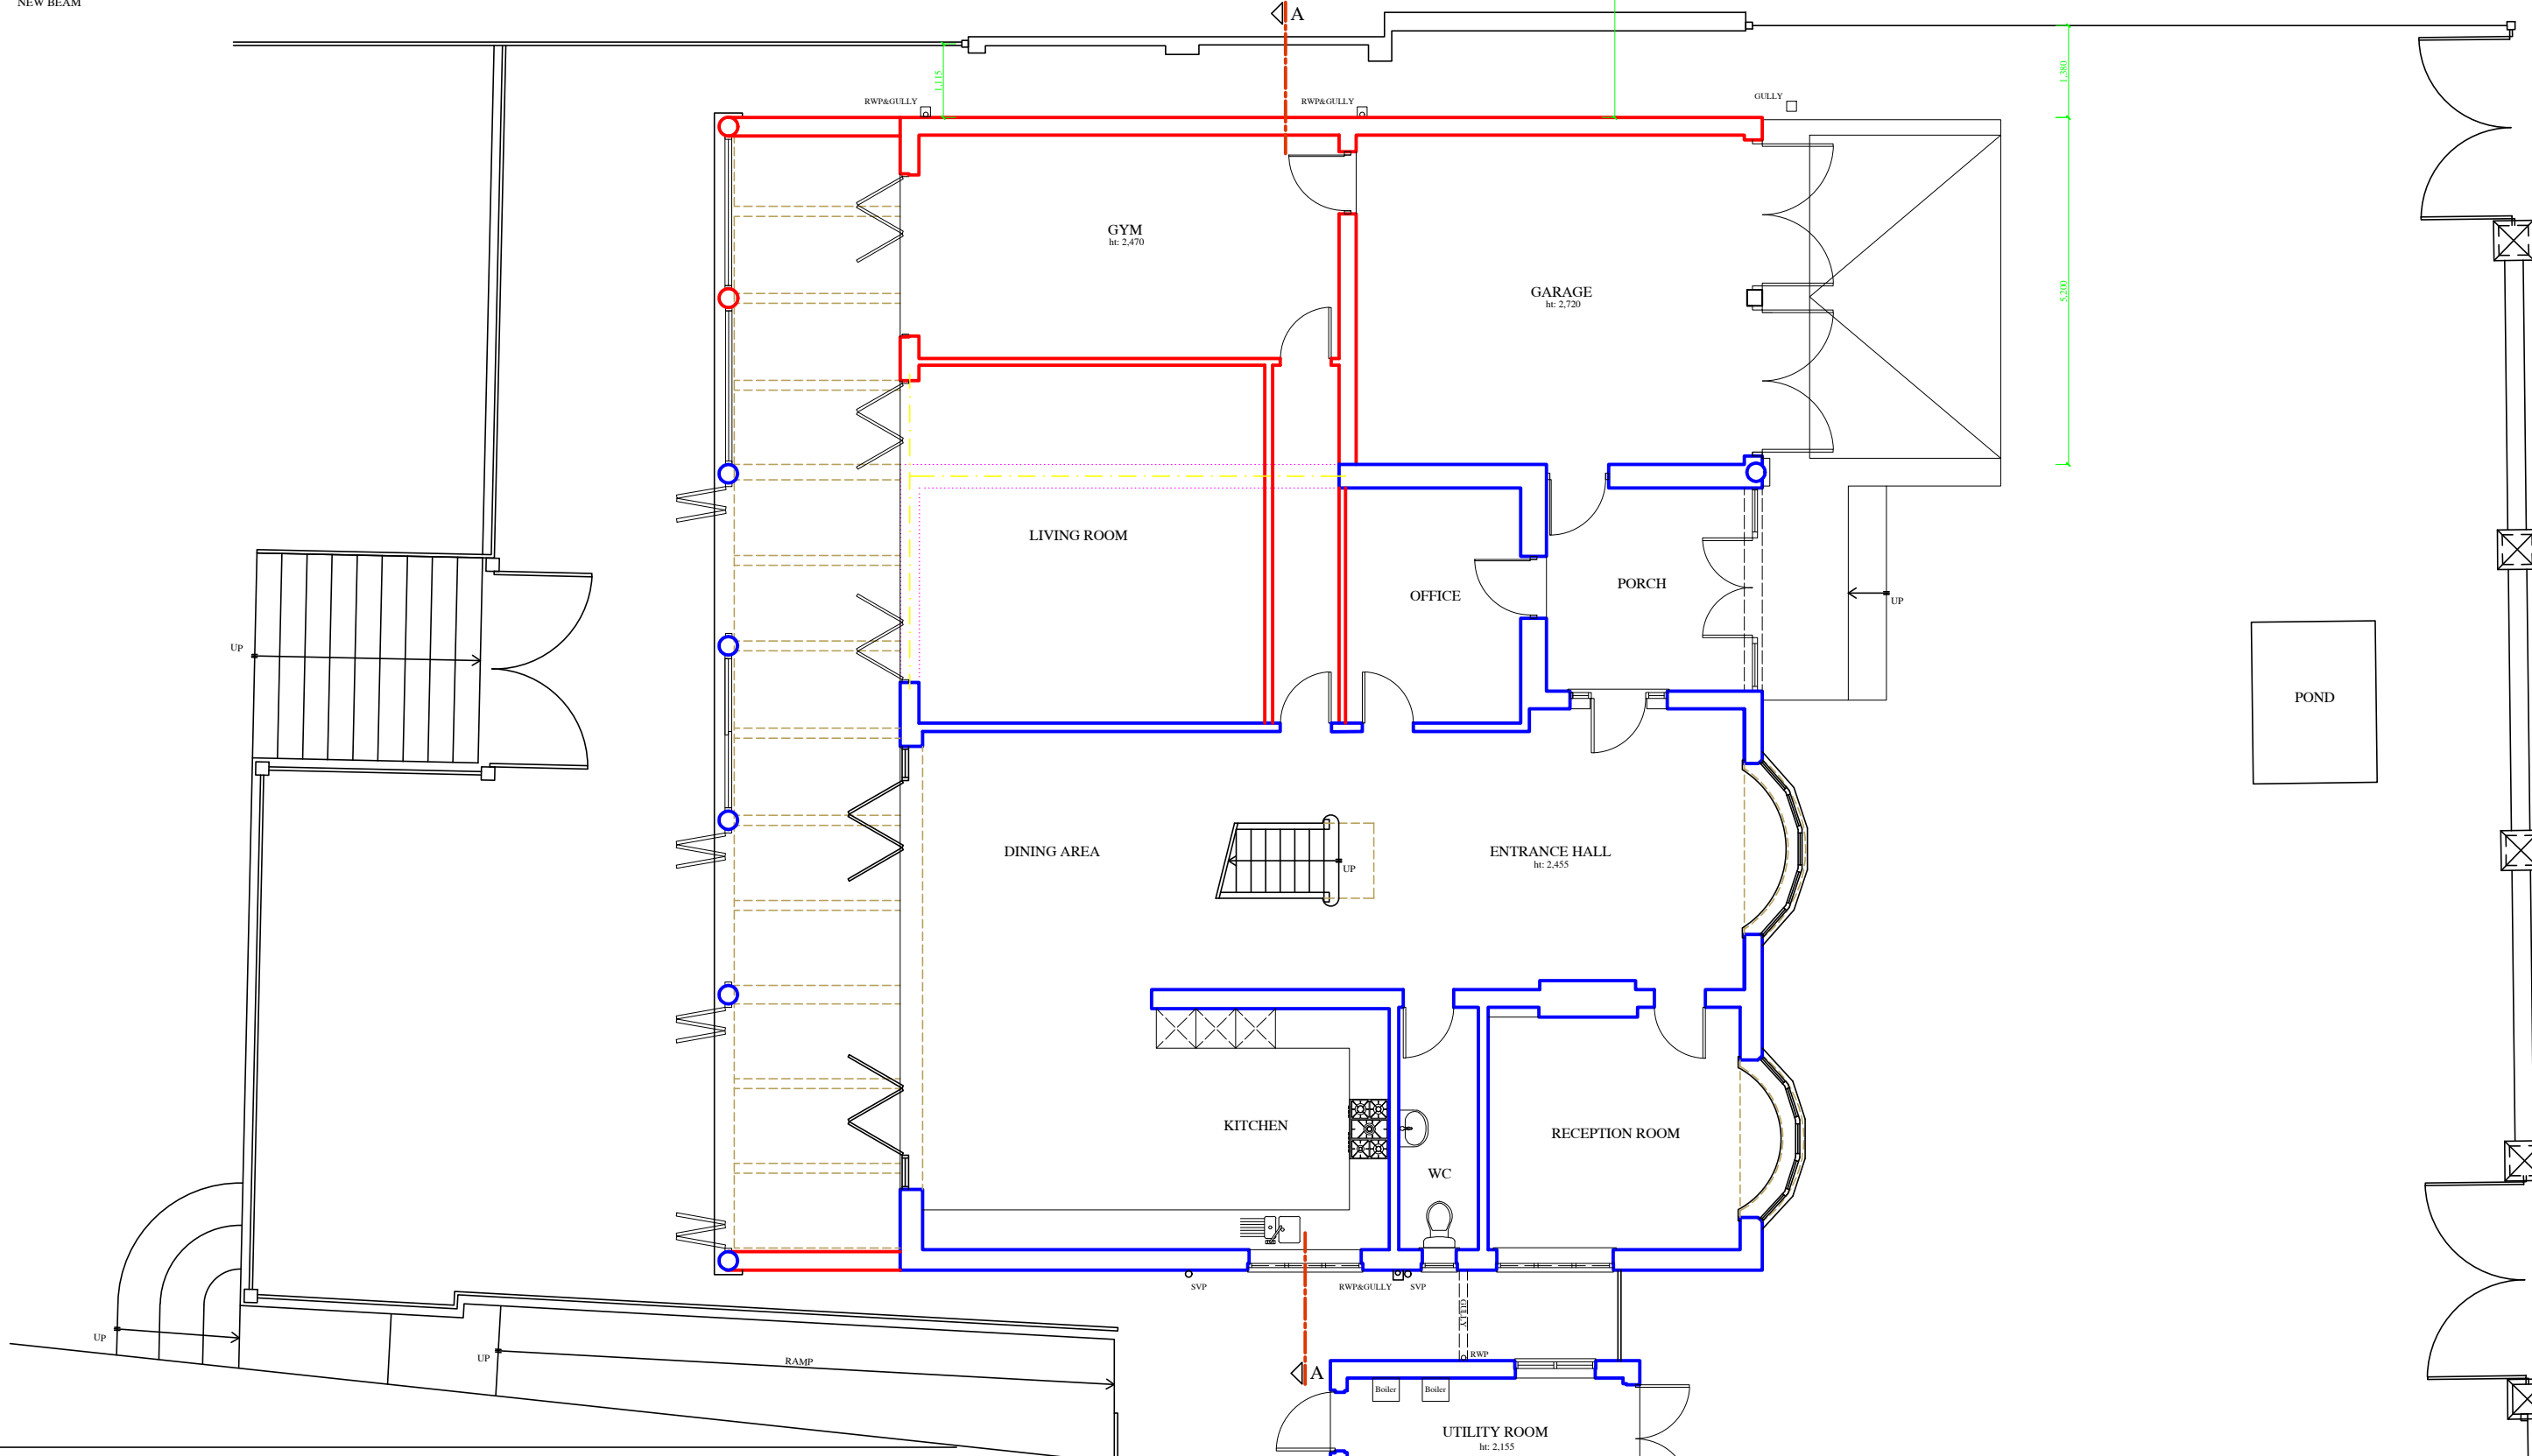 NEW BEAM
A
1,115
1,380
RWP&GULLY
RWP&GULLY
GULLY
GYM
ht: 2,470
GARAGE
ht: 2,720
5,200
LIVING ROOM
OFFICE
PORCH
UP
UP
POND
DINING AREA
UP
ENTRANCE HALL
ht: 2,455
KITCHEN
RECEPTION ROOM
WC
SVP
RWP&GULLY
SVP
GULLY
UP
UP
RAMP
RWP
A
Boiler
Boiler
UTILITY ROOM
ht: 2,155